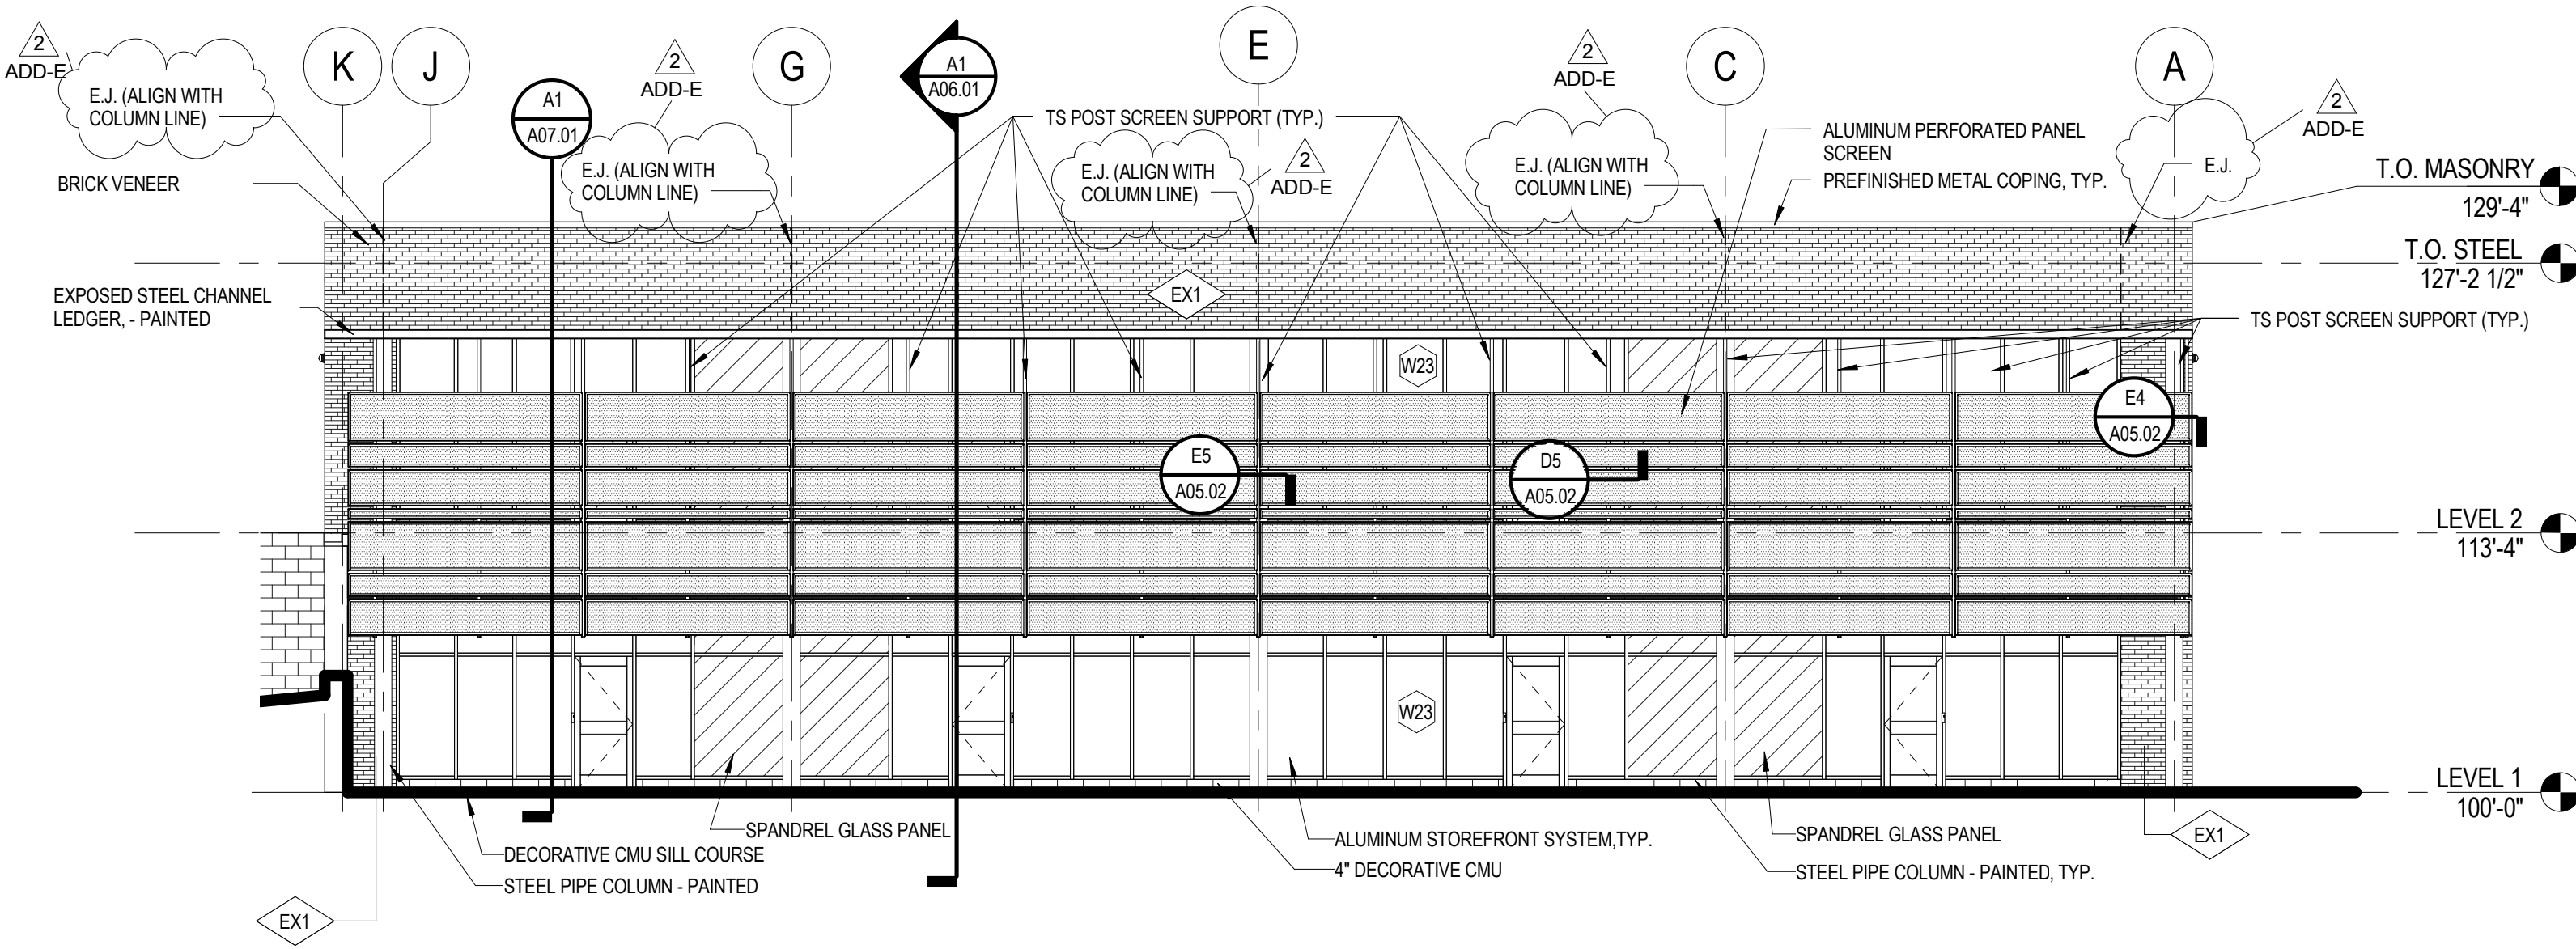 2
ADD-E
E.J. (ALIGN WITH
COLUMN LINE)
K
J
A1
A07.01
2
ADD-E
E.J. (ALIGN WITH
COLUMN LINE)
G
A1
A06.01
TS POST SCREEN SUPPORT (TYP.)
E
E.J. (ALIGN WITH
COLUMN LINE)
2
ADD-E
2
ADD-E
E.J. (ALIGN WITH
COLUMN LINE)
C
ALUMINUM PERFORATED PANEL
SCREEN
PREFINISHED METAL COPING, TYP.
A
E.J.
2
ADD-E
T.O. MASONRY
129'-4"
T.O. STEEL
127'-2 1/2"
BRICK VENEER
EXPOSED STEEL CHANNEL
LEDGER, - PAINTED
EX1
TS POST SCREEN SUPPORT (TYP.)
W23
E4
A05.02
E5
A05.02
D5
A05.02
LEVEL 2
113'-4"
W23
LEVEL 1
100'-0"
SPANDREL GLASS PANEL
DECORATIVE CMU SILL COURSE
STEEL PIPE COLUMN - PAINTED
ALUMINUM STOREFRONT SYSTEM,TYP.
4" DECORATIVE CMU
SPANDREL GLASS PANEL
STEEL PIPE COLUMN - PAINTED, TYP.
EX1
EX1